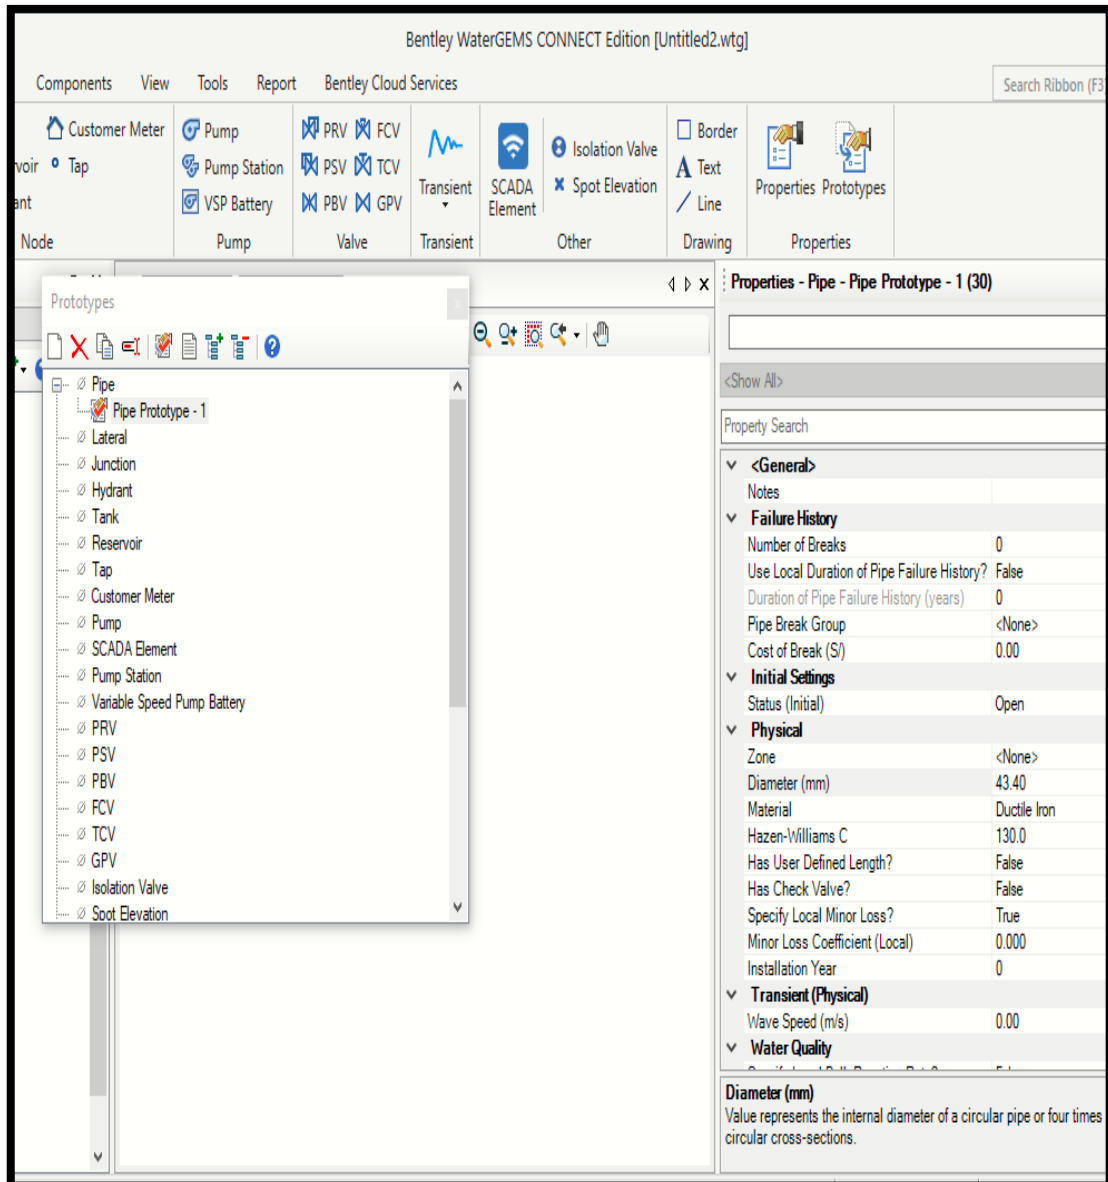 Bentley WaterGEMS CONNECT Edition [Untitled2.wtg]
Components View Tools Report Bentley Cloud Services
Search Ribbon (F3
Customer Meter
voir Tap
ant
Node
Pump
Pump Station
VSP Battery
Pump
PRV FCV
PSV TCV
PBV GPV
Valve
Transient
Transient
SCADA
Element
Isolation Valve
Spot Elevation
Other
Border
A Text
Line
Drawing
Properties Prototypes
Properties
Prototypes
Pipe
Pipe Prototype - 1
Lateral
Junction
Hydrant
Tank
Reservoir
Tap
Customer Meter
Pump
SCADA Element
Pump Station
Variable Speed Pump Battery
PRV
PSV
PBV
FCV
TCV
GPV
Isolation Valve
Spot Elevation
Properties - Pipe - Pipe Prototype - 1 (30)
<Show All>
Property Search
<General>
Notes
Failure History
Number of Breaks 0
Use Local Duration of Pipe Failure History? False
Duration of Pipe Failure History (years) 0
Pipe Break Group <None>
Cost of Break (S/) 0.00
Initial Settings
Status (Initial) Open
Physical
Zone <None>
Diameter (mm) 43.40
Material Ductile Iron
Hazen-Williams C 130.0
Has User Defined Length? False
Has Check Valve? False
Specify Local Minor Loss? True
Minor Loss Coefficient (Local) 0.000
Installation Year 0
Transient (Physical)
Wave Speed (m/s) 0.00
Water Quality
Diameter (mm)
Value represents the internal diameter of a circular pipe or four times
circular cross-sections.